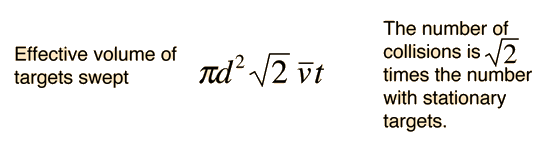 Effective volume of
targets swept
πd²√2 v̄t
The number of
collisions is √2
times the number
with stationary
targets.